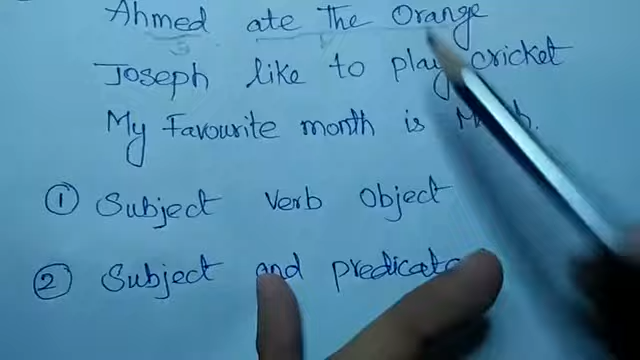 Ahmed ate the Orange
Joseph like to play cricket
My Favourite month is
① Subject Verb Object
② Subject and predicate